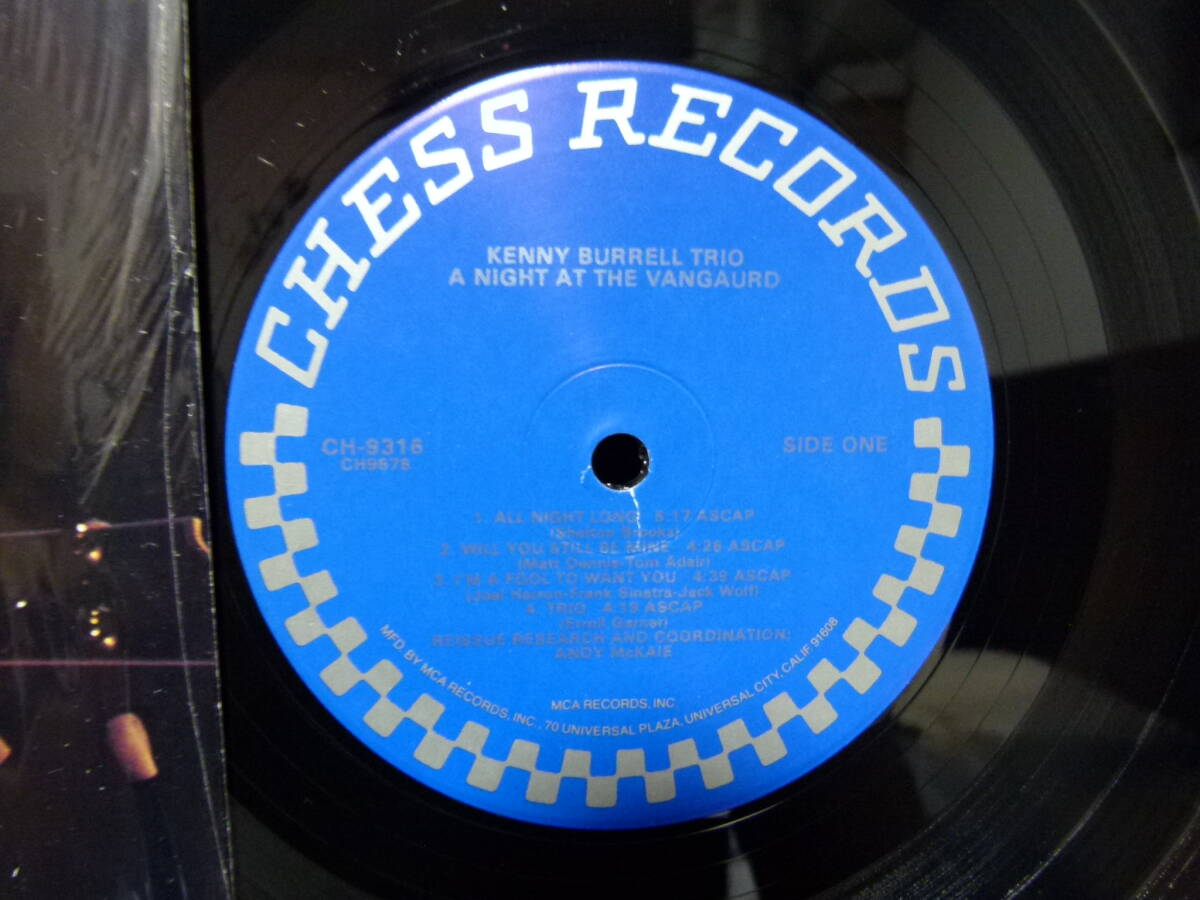 CHESS RECORDS
KENNY BURRELL TRIO
A NIGHT AT THE VANGAURD
CH-9316
CH9678
SIDE ONE
1. ALL NIGHT LONG 5:17 ASCAP
(Shelton Brooks)
2. WILL YOU STILL BE MINE 4:26 ASCAP
(Matt Dennis-Tom Adair)
3. I'M A FOOL TO WANT YOU 4:39 ASCAP
(Joel Herron-Frank Sinatra-Jack Wolf)
4. TRIO 4:19 ASCAP
(Erroll Garner)
REISSUE RESEARCH AND COORDINATION:
ANDY McKAIE
MCA RECORDS, INC.
MFD. BY MCA RECORDS, INC., 70 UNIVERSAL PLAZA, UNIVERSAL CITY, CALIF. 91608